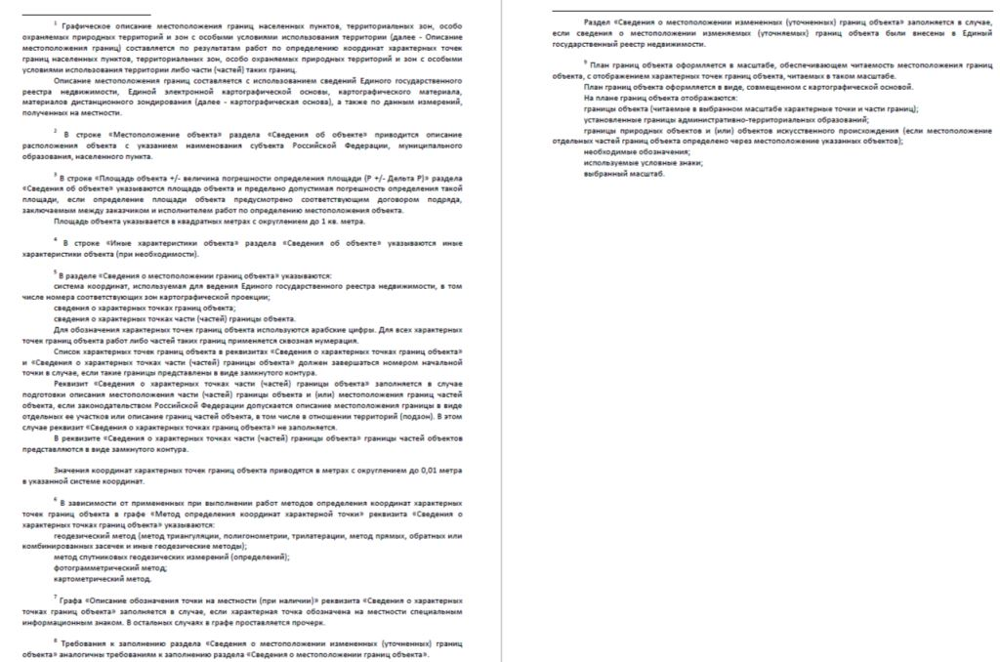 1 Графическое описание местоположения границ населенных пунктов, территориальных зон, особо
охраняемых природных территорий и зон с особыми условиями использования территории (далее - Описание
местоположения границ) составляется по результатам работ по определению координат характерных точек
границ населенных пунктов, территориальных зон, особо охраняемых природных территорий и зон с особыми
условиями использования территории либо части (частей) таких границ.
Описание местоположения границ составляется с использованием сведений Единого государственного
реестра недвижимости, Единой электронной картографической основы, картографического материала,
материалов дистанционного зондирования (далее - картографическая основа), а также по данным измерений,
полученных на местности.
2 В строке «Местоположение объекта» раздела «Сведения об объекте» приводится описание
расположения объекта с указанием наименования субъекта Российской Федерации, муниципального
образования, населенного пункта.
3 В строке «Площадь объекта +/- величина погрешности определения площади (P +/- Дельта P)» раздела
«Сведения об объекте» указываются площадь объекта и предельно допустимая погрешность определения такой
площади, если определение площади объекта предусмотрено соответствующим договором подряда,
заключаемым между заказчиком и исполнителем работ по определению местоположения объекта.
Площадь объекта указывается в квадратных метрах с округлением до 1 кв. метра.
4 В строке «Иные характеристики объекта» раздела «Сведения об объекте» указываются иные
характеристики объекта (при необходимости).
5 В разделе «Сведения о местоположении границ объекта» указываются:
система координат, используемая для ведения Единого государственного реестра недвижимости, в том
числе номера соответствующих зон картографической проекции;
сведения о характерных точках границ объекта;
сведения о характерных точках части (частей) границы объекта.
Для обозначения характерных точек границ объекта используются арабские цифры. Для всех характерных
точек границ объекта работ либо частей таких границ применяется сквозная нумерация.
Список характерных точек границ объекта в реквизитах «Сведения о характерных точках границ объекта»
и «Сведения о характерных точках части (частей) границы объекта» должен завершаться номером начальной
точки в случае, если такие границы представлены в виде замкнутого контура.
Реквизит «Сведения о характерных точках части (частей) границы объекта» заполняется в случае
подготовки описания местоположения части (частей) границы объекта и (или) местоположения границ частей
объекта, если законодательством Российской Федерации допускается описание местоположения границы в виде
отдельных ее участков или описание границ частей объекта, в том числе в отношении территорий (подзон). В этом
случае реквизит «Сведения о характерных точках границ объекта» не заполняется.
В реквизите «Сведения о характерных точках части (частей) границы объекта» границы частей объектов
представляются в виде замкнутого контура.
Значения координат характерных точек границ объекта приводятся в метрах с округлением до 0,01 метра
в указанной системе координат.
6 В зависимости от примененных при выполнении работ методов определения координат характерных
точек границ объекта в графе «Метод определения координат характерной точки» реквизита «Сведения о
характерных точках границ объекта» указываются:
геодезический метод (метод триангуляции, полигонометрии, трилатерации, метод прямых, обратных или
комбинированных засечек и иные геодезические методы);
метод спутниковых геодезических измерений (определений);
фотограмметрический метод;
картометрический метод.
7 Графа «Описание обозначения точки на местности (при наличии)» реквизита «Сведения о характерных
точках границ объекта» заполняется в случае, если характерная точка обозначена на местности специальным
информационным знаком. В остальных случаях в графе проставляется прочерк.
8 Требования к заполнению раздела «Сведения о местоположении измененных (уточненных) границ
объекта» аналогичны требованиям к заполнению раздела «Сведения о местоположении границ объекта».
Раздел «Сведения о местоположении измененных (уточненных) границ объекта» заполняется в случае,
если сведения о местоположении изменяемых (уточняемых) границ объекта были внесены в Единый
государственный реестр недвижимости.
9 План границ объекта оформляется в масштабе, обеспечивающем читаемость местоположения границ
объекта, с отображением характерных точек границ объекта, читаемых в таком масштабе.
План границ объекта оформляется в виде, совмещенном с картографической основой.
На плане границ объекта отображаются:
границы объекта (читаемые в выбранном масштабе характерные точки и части границ);
установленные границы административно-территориальных образований;
границы природных объектов и (или) объектов искусственного происхождения (если местоположение
отдельных частей границ объекта определено через местоположение указанных объектов);
необходимые обозначения;
используемые условные знаки;
выбранный масштаб.